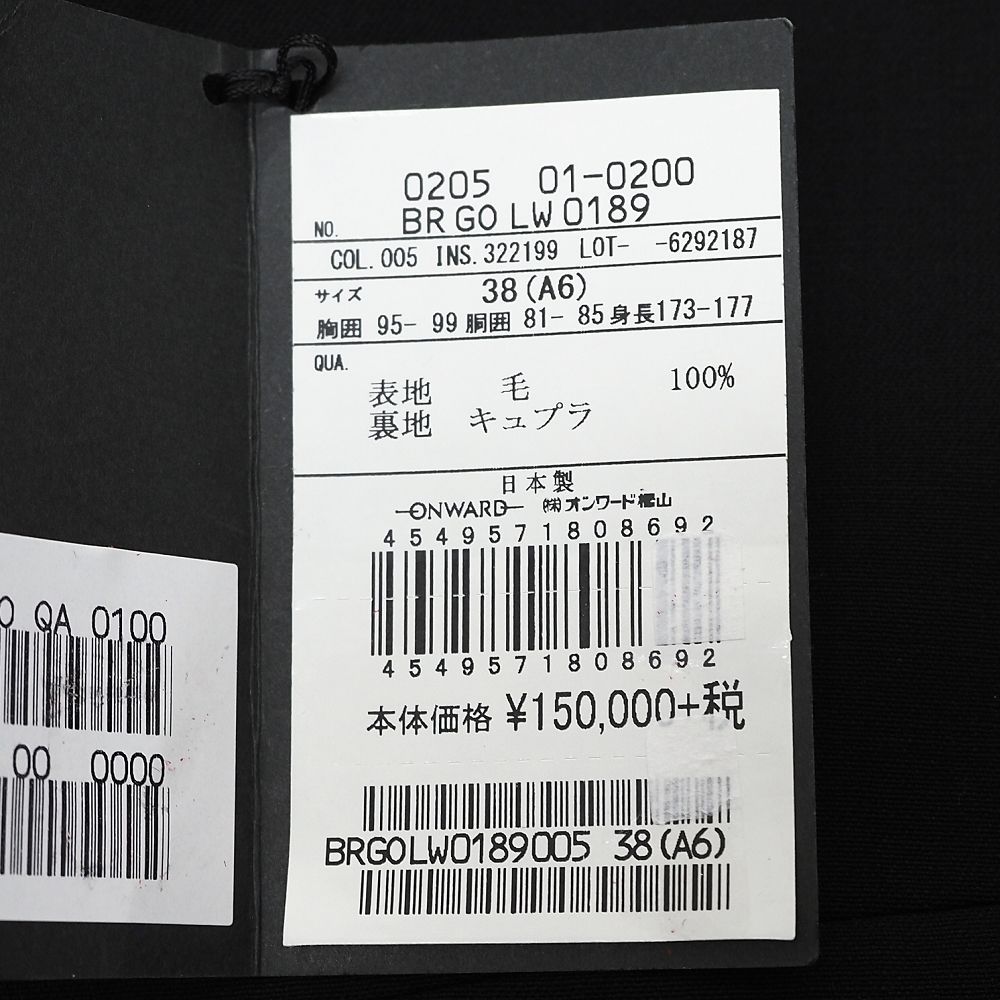 0205 01-0200
NO. BR GO LW 0189
COL. 005 INS. 322199 LOT- -6292187
サイズ 38(A6)
胸囲 95- 99 胴囲 81- 85 身長173-177
QUA.
表地 毛 100%
裏地 キュプラ
日本製
ONWARD ㈱オンワード樫山
4549571808692
4549571808692
本体価格 ¥150,000+税
BRGOLW0189005 38(A6)
QA 0100
00 0000